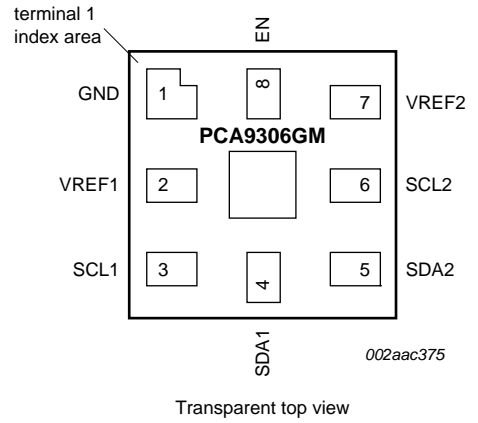 terminal 1
index area
EN
GND
1
8
7
VREF2
PCA9306GM
VREF1
2
6
SCL2
SCL1
3
4
5
SDA2
SDA1
002aac375
Transparent top view